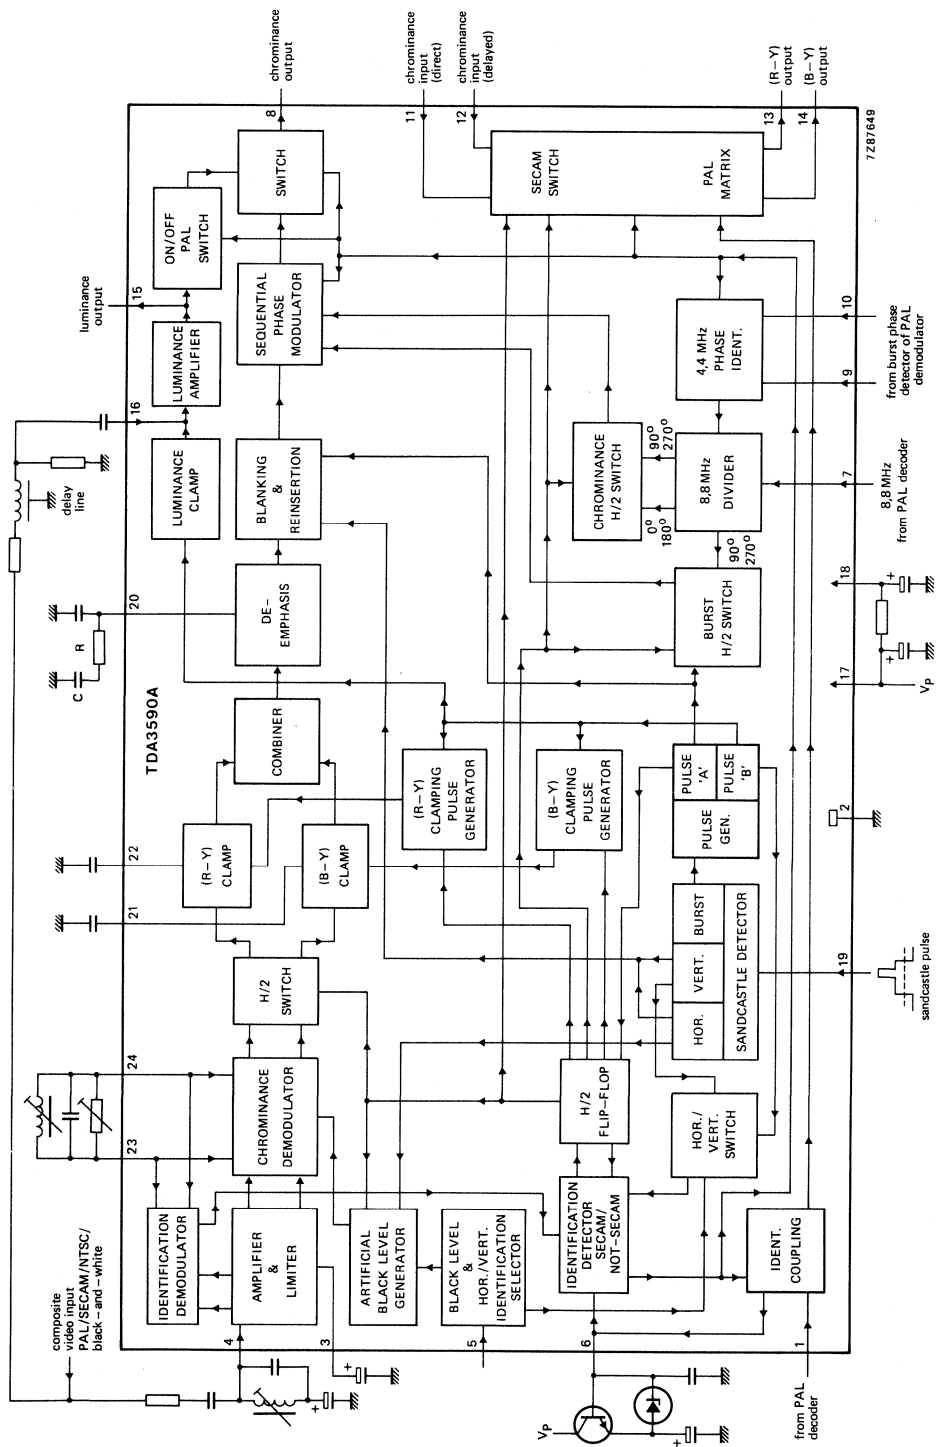 composite
video input
PAL/SECAM/NTSC/
black-and-white
delay
line
luminance
output
chrominance
output
chrominance
input
(direct)
chrominance
input
(delayed)
(R-Y)
output
(B-Y)
output
TDA3590A
23
24
21
22
C
R
20
16
15
8
11
12
13
14
4
3
5
6
1
19
2
17
18
7
9
10
IDENTIFICATION
DEMODULATOR
AMPLIFIER
&
LIMITER
CHROMINANCE
DEMODULATOR
H/2
SWITCH
(R-Y)
CLAMP
(B-Y)
CLAMP
COMBINER
DE-
EMPHASIS
BLANKING
&
REINSERTION
LUMINANCE
CLAMP
LUMINANCE
AMPLIFIER
SEQUENTIAL
PHASE
MODULATOR
ON/OFF
PAL
SWITCH
SWITCH
ARTIFICIAL
BLACK LEVEL
GENERATOR
BLACK LEVEL
&
HOR./VERT.
IDENTIFICATION
SELECTOR
IDENTIFICATION
DETECTOR
SECAM/
NOT-SECAM
H/2
FLIP-FLOP
(R-Y)
CLAMPING
PULSE
GENERATOR
(B-Y)
CLAMPING
PULSE
GENERATOR
CHROMINANCE
H/2 SWITCH
0°
180°
90°
270°
SECAM
SWITCH
PAL
MATRIX
IDENT.
COUPLING
HOR./
VERT.
SWITCH
HOR.
VERT.
BURST
SANDCASTLE DETECTOR
PULSE
GEN.
PULSE
'A'
PULSE
'B'
BURST
H/2 SWITCH
90°
270°
8,8 MHz
DIVIDER
4,4 MHz
PHASE
IDENT.
VP
from PAL
decoder
sandcastle pulse
VP
8,8 MHz
from PAL decoder
from burst phase
detector of PAL
demodulator
7Z87649